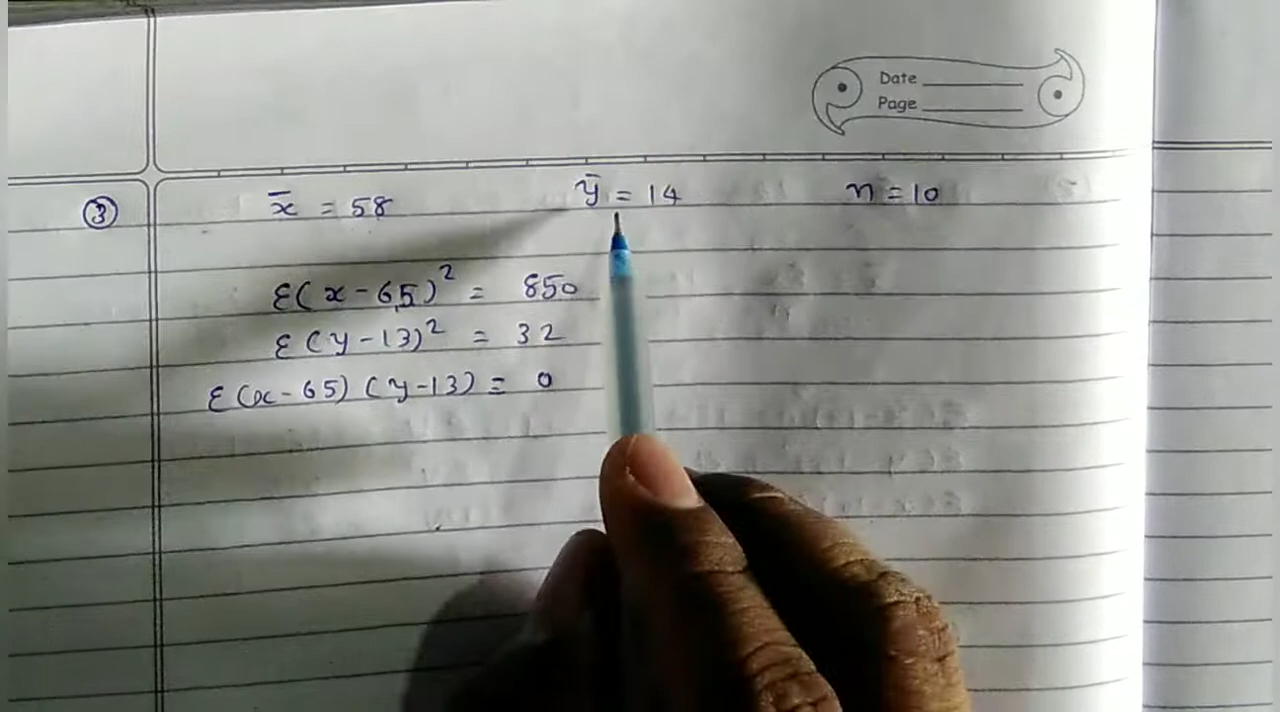 Date
Page
③ x̄ = 58 ȳ = 14 n = 10
Ɛ(x-65)² = 850
Ɛ(y-13)² = 32
Ɛ(x-65)(y-13) = 0